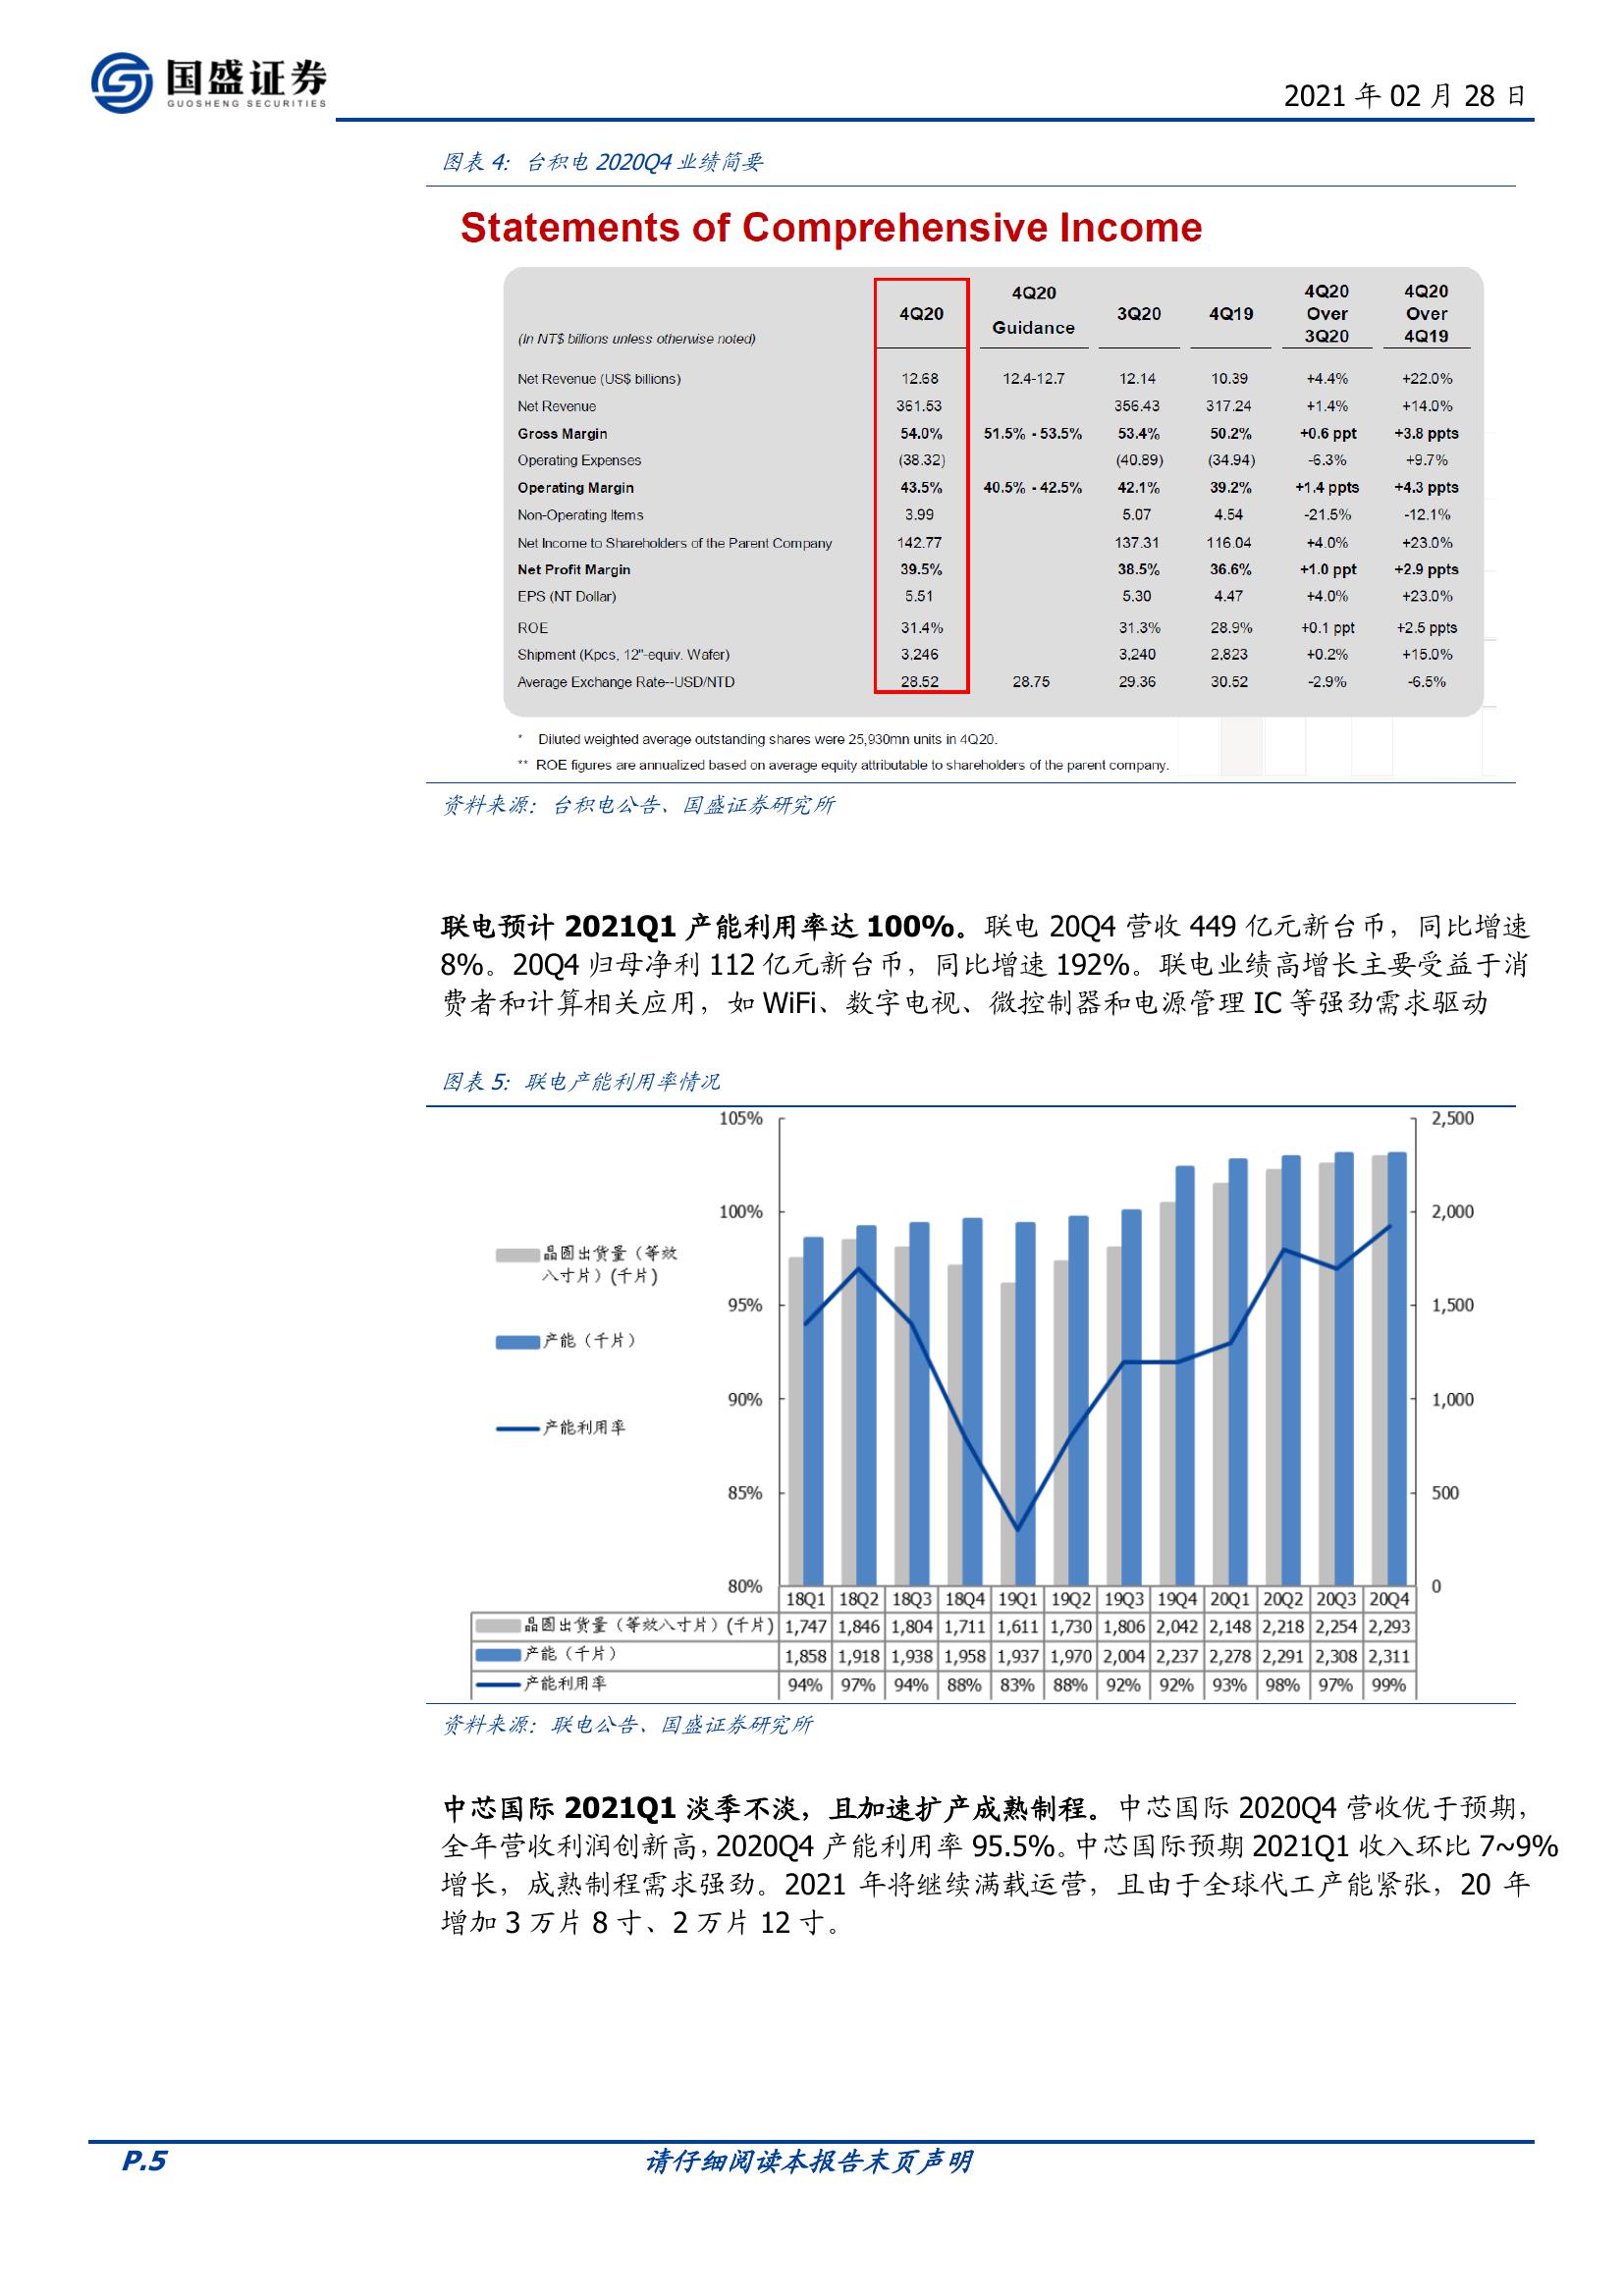 国盛证券
GUOSHENG SECURITIES
2021 年 02 月 28 日
图表 4: 台积电 2020Q4 业绩简要
Statements of Comprehensive Income
(In NT$ billions unless otherwise noted) 4Q20 4Q20 Guidance 3Q20 4Q19 4Q20 Over 3Q20 4Q20 Over 4Q19
Net Revenue (US$ billions) 12.68 12.4-12.7 12.14 10.39 +4.4% +22.0%
Net Revenue 361.53 356.43 317.24 +1.4% +14.0%
Gross Margin 54.0% 51.5% - 53.5% 53.4% 50.2% +0.6 ppt +3.8 ppts
Operating Expenses (38.32) (40.89) (34.94) -6.3% +9.7%
Operating Margin 43.5% 40.5% - 42.5% 42.1% 39.2% +1.4 ppts +4.3 ppts
Non-Operating Items 3.99 5.07 4.54 -21.5% -12.1%
Net Income to Shareholders of the Parent Company 142.77 137.31 116.04 +4.0% +23.0%
Net Profit Margin 39.5% 38.5% 36.6% +1.0 ppt +2.9 ppts
EPS (NT Dollar) 5.51 5.30 4.47 +4.0% +23.0%
ROE 31.4% 31.3% 28.9% +0.1 ppt +2.5 ppts
Shipment (Kpcs, 12"-equiv. Wafer) 3,246 3,240 2,823 +0.2% +15.0%
Average Exchange Rate--USD/NTD 28.52 28.75 29.36 30.52 -2.9% -6.5%
* Diluted weighted average outstanding shares were 25,930mn units in 4Q20.
** ROE figures are annualized based on average equity attributable to shareholders of the parent company.
资料来源：台积电公告、国盛证券研究所
联电预计 2021Q1 产能利用率达 100%。联电 20Q4 营收 449 亿元新台币，同比增速
8%。20Q4 归母净利 112 亿元新台币，同比增速 192%。联电业绩高增长主要受益于消
费者和计算相关应用，如 WiFi、数字电视、微控制器和电源管理 IC 等强劲需求驱动
图表 5: 联电产能利用率情况
105% 2,500
100% 2,000
晶圆出货量（等效
八寸片）(千片)
95% 1,500
产能（千片）
90% 1,000
产能利用率
85% 500
80% 0
18Q1 18Q2 18Q3 18Q4 19Q1 19Q2 19Q3 19Q4 20Q1 20Q2 20Q3 20Q4
晶圆出货量（等效八寸片）(千片) 1,747 1,846 1,804 1,711 1,611 1,730 1,806 2,042 2,148 2,218 2,254 2,293
产能（千片） 1,858 1,918 1,938 1,958 1,937 1,970 2,004 2,237 2,278 2,291 2,308 2,311
产能利用率 94% 97% 94% 88% 83% 88% 92% 92% 93% 98% 97% 99%
资料来源：联电公告、国盛证券研究所
中芯国际 2021Q1 淡季不淡，且加速扩产成熟制程。中芯国际 2020Q4 营收优于预期，
全年营收利润创新高，2020Q4 产能利用率 95.5%。中芯国际预期 2021Q1 收入环比 7~9%
增长，成熟制程需求强劲。2021 年将继续满载运营，且由于全球代工产能紧张，20 年
增加 3 万片 8 寸、2 万片 12 寸。
P.5
请仔细阅读本报告末页声明